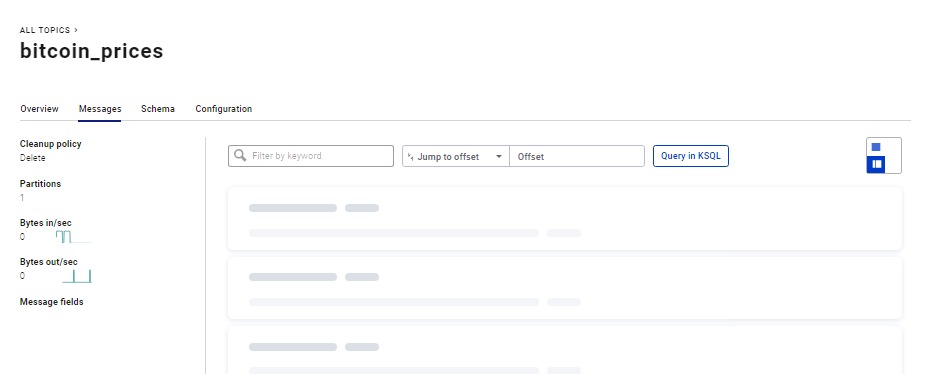 ALL TOPICS ›
bitcoin_prices
Overview Messages Schema Configuration
Cleanup policy
Delete
Partitions
1
Bytes in/sec
0
Bytes out/sec
0
Message fields
Filter by keyword
Jump to offset Offset Query in KSQL